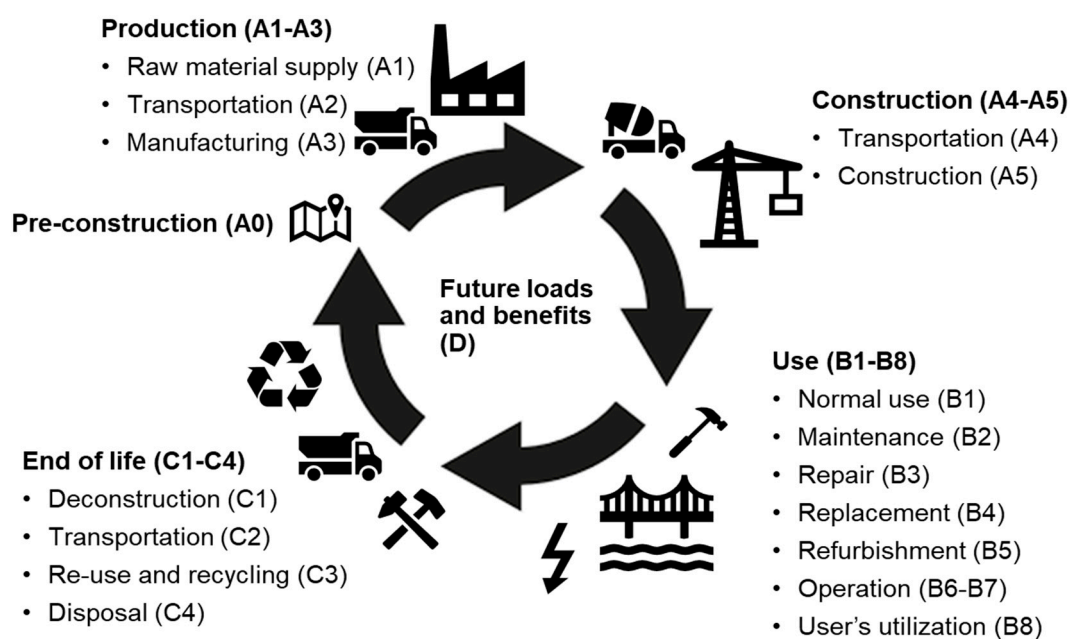 Production (A1-A3)
• Raw material supply (A1)
• Transportation (A2)
• Manufacturing (A3)
Construction (A4-A5)
• Transportation (A4)
• Construction (A5)
Pre-construction (A0)
Future loads
and benefits
(D)
Use (B1-B8)
• Normal use (B1)
• Maintenance (B2)
• Repair (B3)
• Replacement (B4)
• Refurbishment (B5)
• Operation (B6-B7)
• User's utilization (B8)
End of life (C1-C4)
• Deconstruction (C1)
• Transportation (C2)
• Re-use and recycling (C3)
• Disposal (C4)